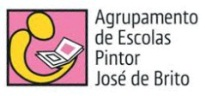 Agrupamento
de Escolas
Pintor
José de Brito